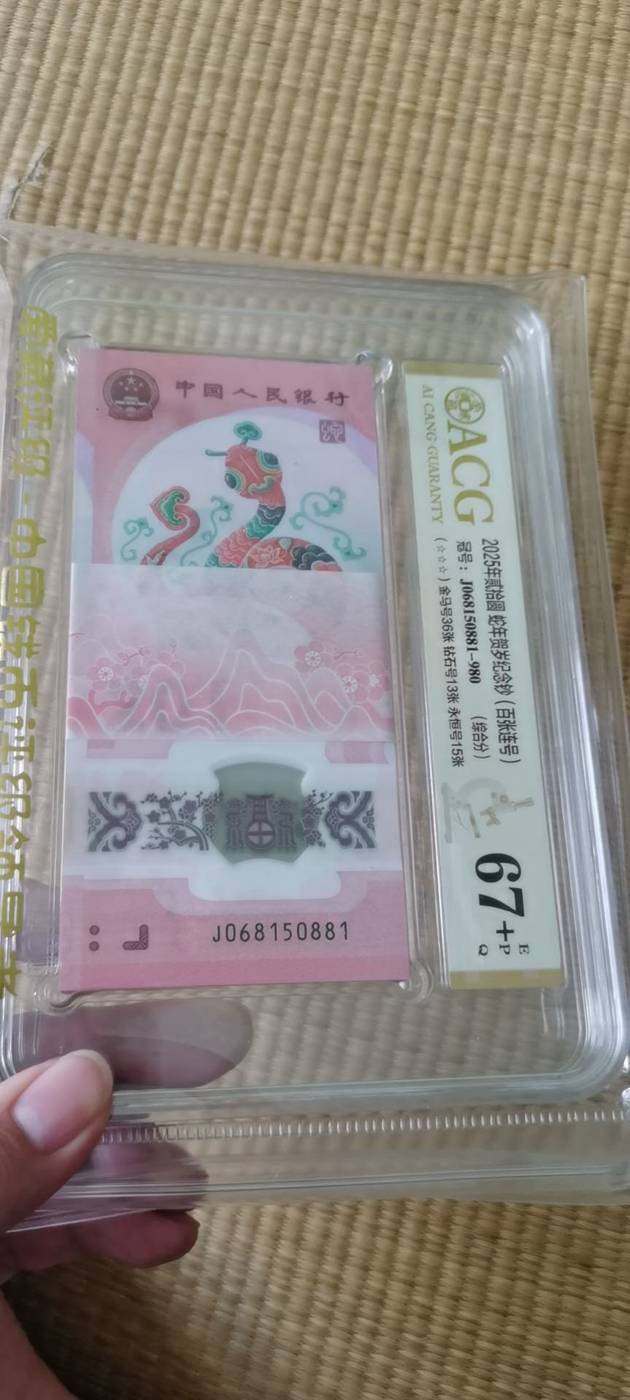 中国人民银行
J068150881
ACG
AI CANG GUARANTY
2025年贰拾圆 蛇年贺岁纪念钞（百张连号）
冠号：J068150881-980 （综合分）
（☆☆☆）金马号36张 钻石号13张 永恒号15张
67+
E
P
Q